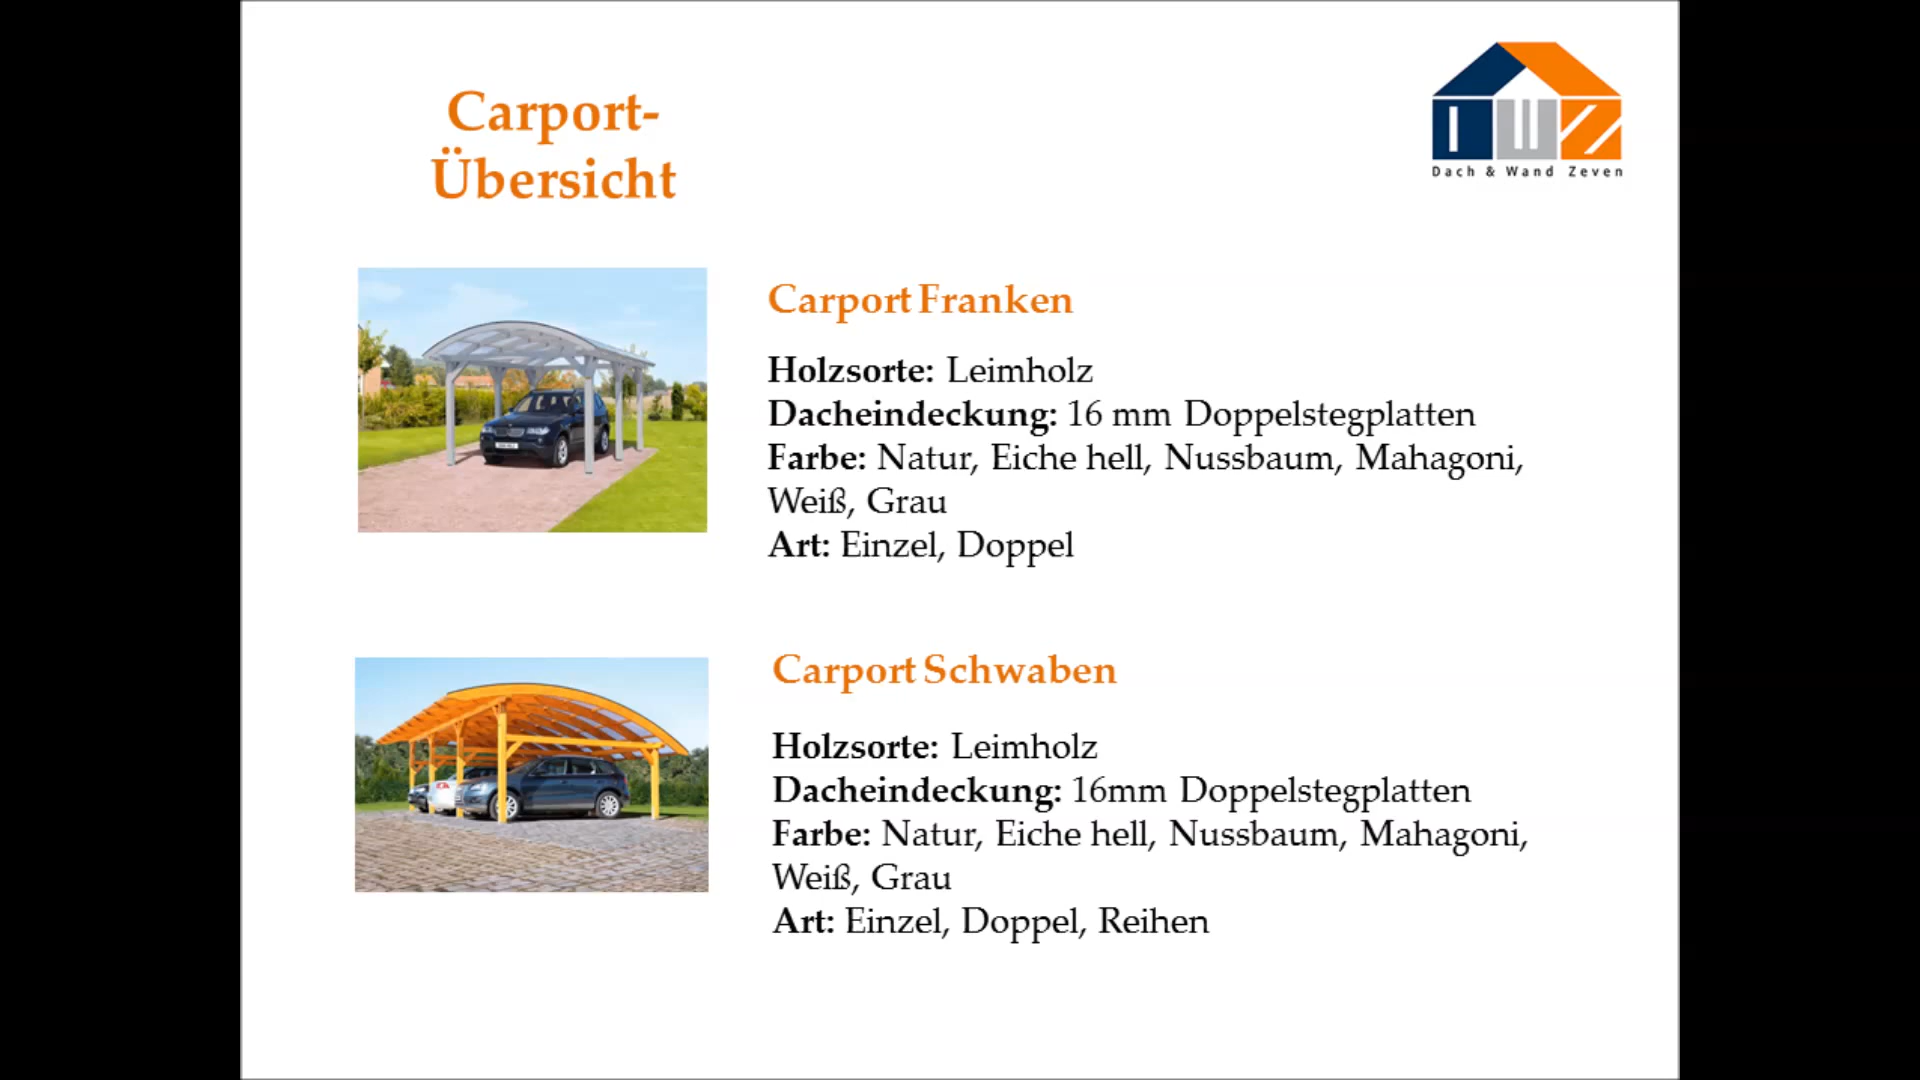 Carport-
Übersicht
Dach & Wand Zeven
Carport Franken
Holzsorte: Leimholz
Dacheindeckung: 16 mm Doppelstegplatten
Farbe: Natur, Eiche hell, Nussbaum, Mahagoni,
Weiß, Grau
Art: Einzel, Doppel
Carport Schwaben
Holzsorte: Leimholz
Dacheindeckung: 16mm Doppelstegplatten
Farbe: Natur, Eiche hell, Nussbaum, Mahagoni,
Weiß, Grau
Art: Einzel, Doppel, Reihen